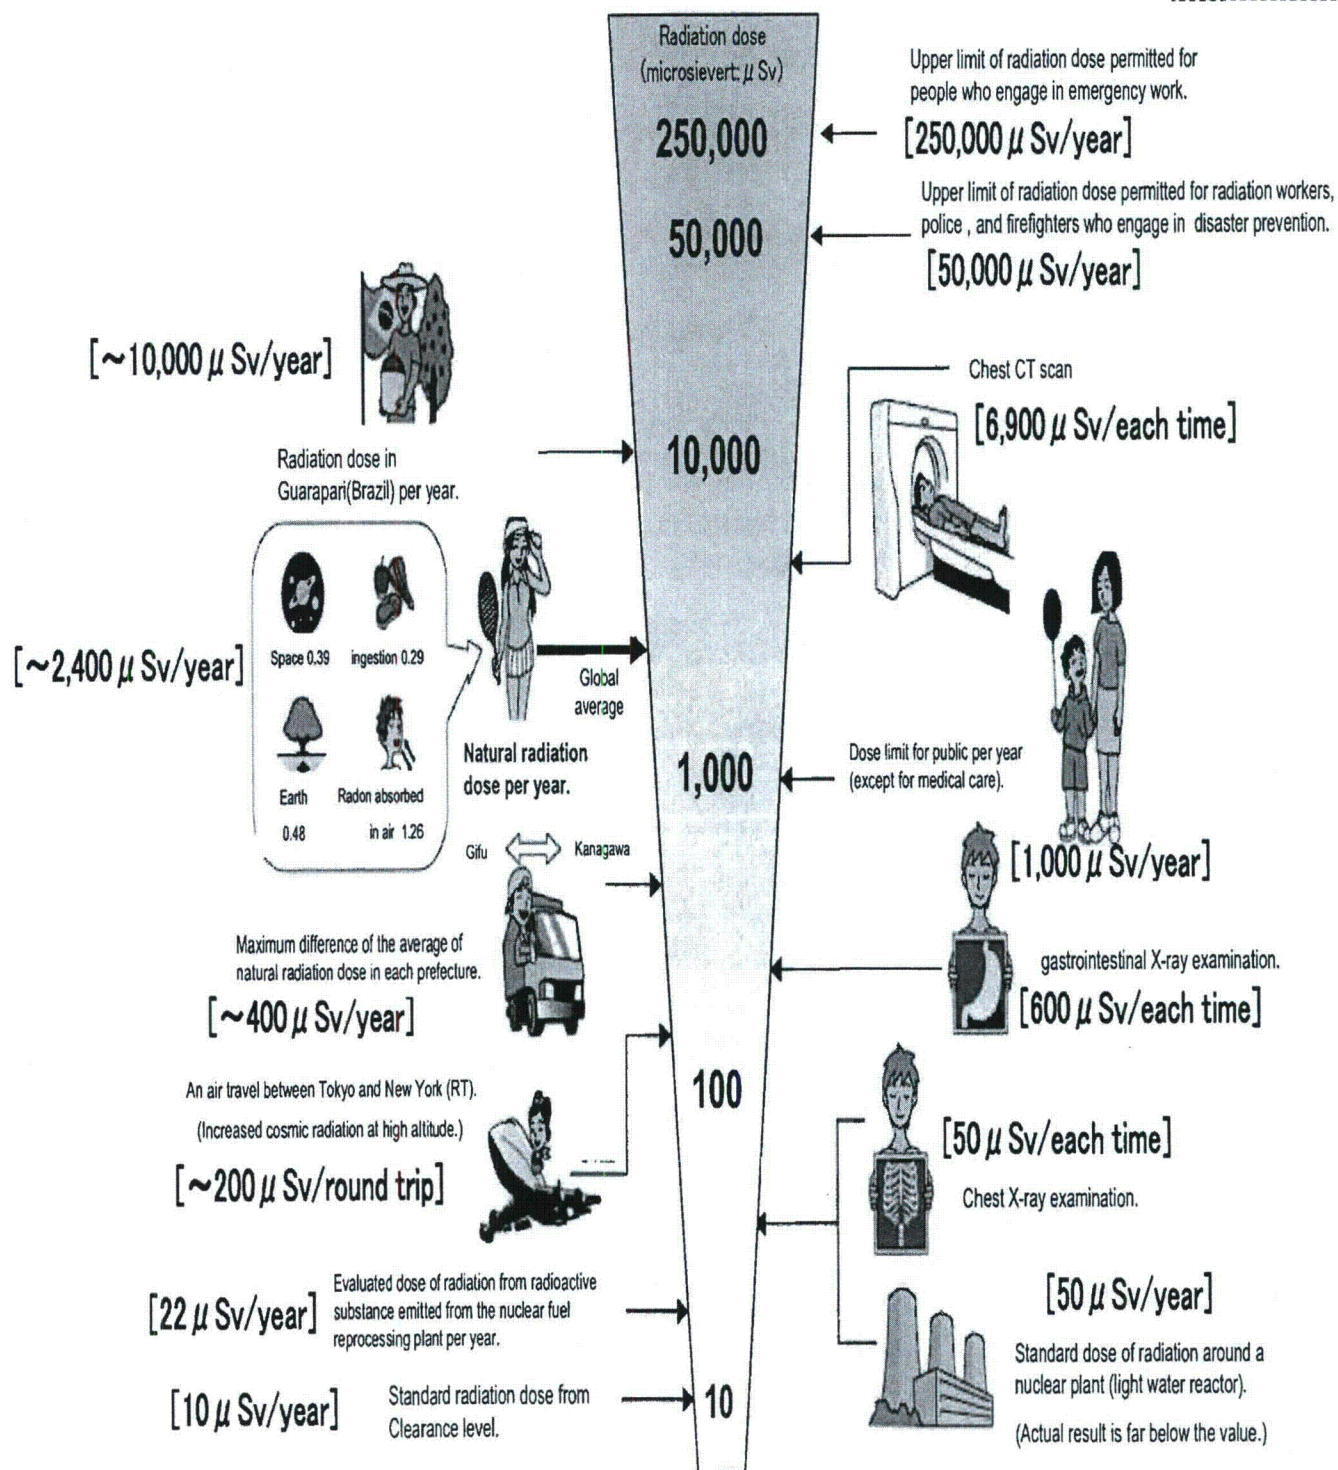 Radiation dose
(microsievert: μ Sv)
250,000
50,000
10,000
1,000
100
10
Upper limit of radiation dose permitted for
people who engage in emergency work.
[250,000 μ Sv/year]
Upper limit of radiation dose permitted for radiation workers,
police , and firefighters who engage in disaster prevention.
[50,000 μ Sv/year]
[~10,000 μ Sv/year]
Radiation dose in
Guarapari(Brazil) per year.
Chest CT scan
[6,900 μ Sv/each time]
[~2,400 μ Sv/year]
Space 0.39
ingestion 0.29
Earth
0.48
Radon absorbed
in air 1.26
Global
average
Natural radiation
dose per year.
Dose limit for public per year
(except for medical care).
[1,000 μ Sv/year]
Gifu
Kanagawa
Maximum difference of the average of
natural radiation dose in each prefecture.
[~400 μ Sv/year]
gastrointestinal X-ray examination.
[600 μ Sv/each time]
An air travel between Tokyo and New York (RT).
(Increased cosmic radiation at high altitude.)
[~200 μ Sv/round trip]
[50 μ Sv/each time]
Chest X-ray examination.
[22 μ Sv/year]
Evaluated dose of radiation from radioactive
substance emitted from the nuclear fuel
reprocessing plant per year.
[50 μ Sv/year]
Standard dose of radiation around a
nuclear plant (light water reactor).
(Actual result is far below the value.)
[10 μ Sv/year]
Standard radiation dose from
Clearance level.